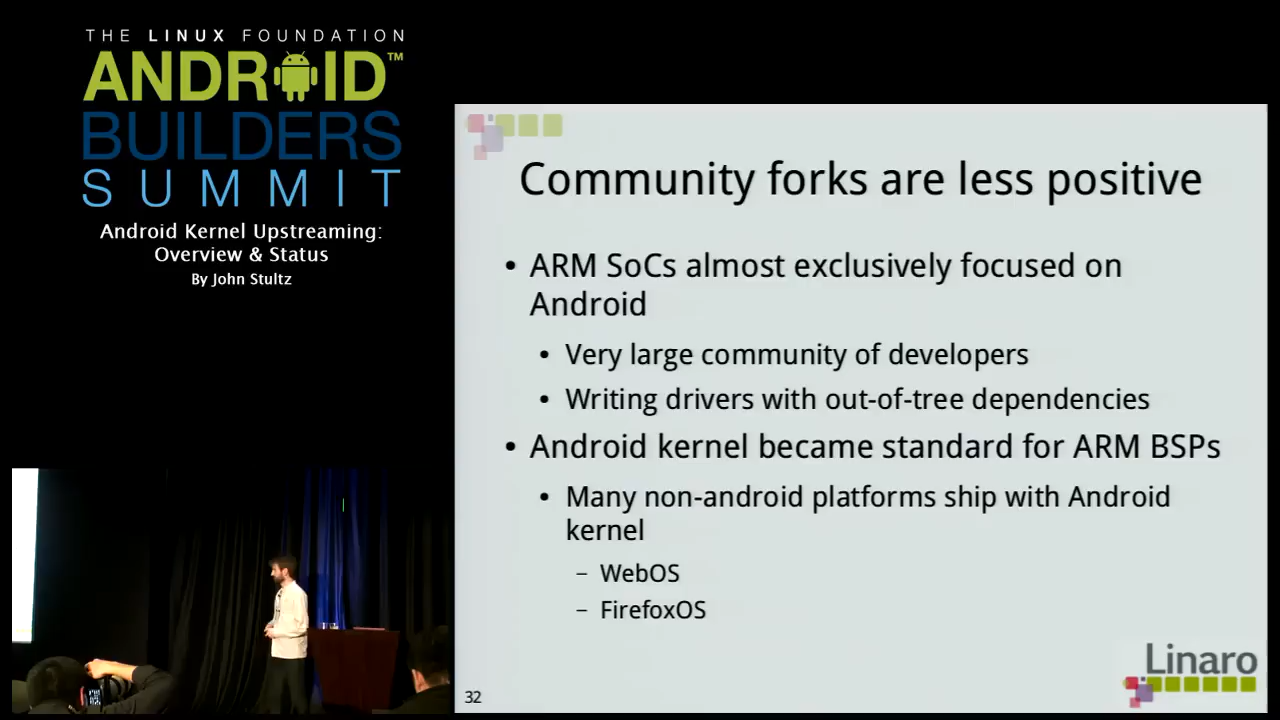 THE LINUX FOUNDATION
ANDROID™
BUILDERS
SUMMIT
Android Kernel Upstreaming:
Overview & Status
By John Stultz
Community forks are less positive
• ARM SoCs almost exclusively focused on
Android
• Very large community of developers
• Writing drivers with out-of-tree dependencies
• Android kernel became standard for ARM BSPs
• Many non-android platforms ship with Android
kernel
– WebOS
– FirefoxOS
32
Linaro